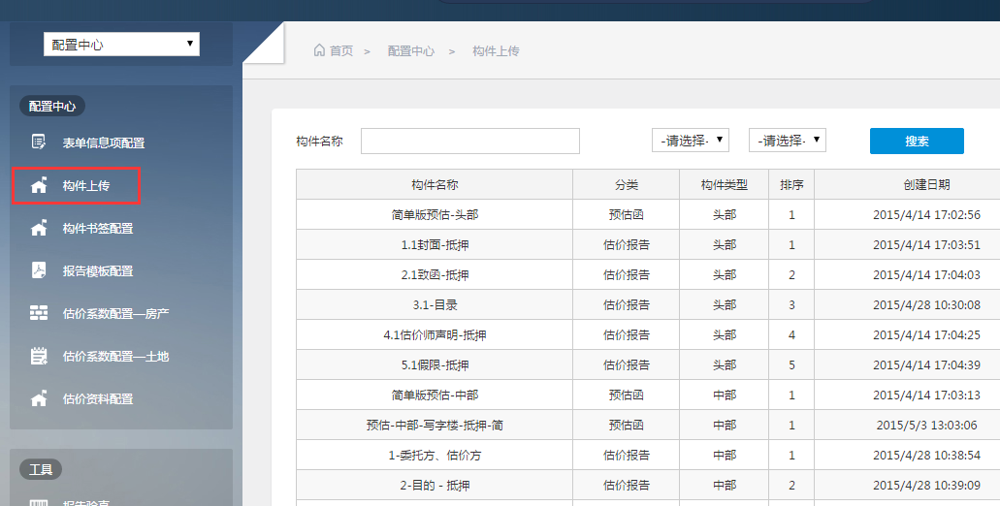 配置中心
首页 > 配置中心 > 构件上传
配置中心
表单信息项配置
构件上传
构件书签配置
报告模板配置
估价系数配置—房产
估价系数配置—土地
估价资料配置
工具
报告验真
构件名称 -请选择- -请选择- 搜索
构件名称 分类 构件类型 排序 创建日期
简单版预估-头部 预估函 头部 1 2015/4/14 17:02:56
1.1封面-抵押 估价报告 头部 1 2015/4/14 17:03:51
2.1致函-抵押 估价报告 头部 2 2015/4/14 17:04:03
3.1-目录 估价报告 头部 3 2015/4/28 10:30:08
4.1估价师声明-抵押 估价报告 头部 4 2015/4/14 17:04:25
5.1假限-抵押 估价报告 头部 5 2015/4/14 17:04:39
简单版预估-中部 预估函 中部 1 2015/4/14 17:03:13
预估-中部-写字楼-抵押-简 预估函 中部 1 2015/5/3 13:03:06
1-委托方、估价方 估价报告 中部 1 2015/4/28 10:38:54
2-目的 - 抵押 估价报告 中部 2 2015/4/28 10:39:09